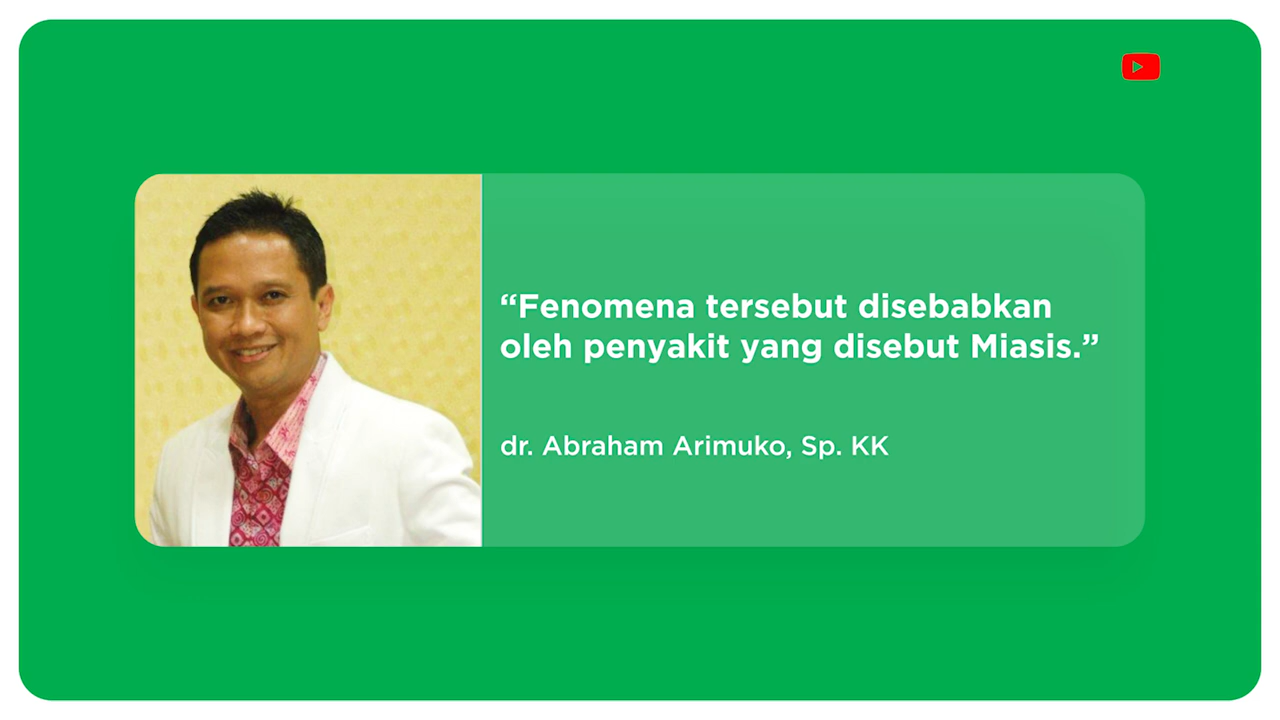 “Fenomena tersebut disebabkan
oleh penyakit yang disebut Miasis.”
dr. Abraham Arimuko, Sp. KK